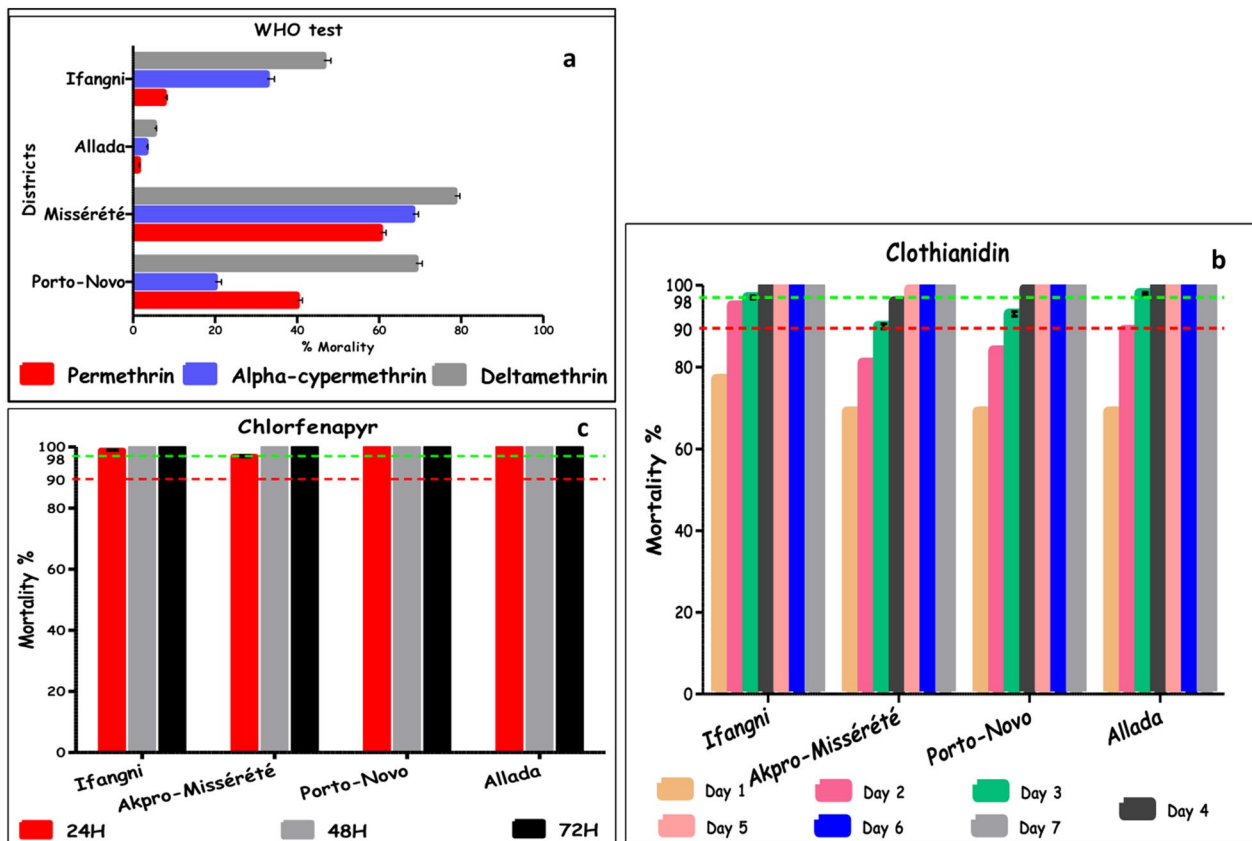 WHO test
a
Districts
Ifangni
Allada
Missérété
Porto-Novo
0 20 40 60 80 100
% Morality
Permethrin Alpha-cypermethrin Deltamethrin
Clothianidin
b
Mortality %
100
98
90
80
60
40
20
0
Ifangni Akpro-Missérété Porto-Novo Allada
Day 1 Day 2 Day 3 Day 4
Day 5 Day 6 Day 7
Chlorfenapyr
c
Mortality %
100
98
90
80
60
40
20
0
Ifangni Akpro-Missérété Porto-Novo Allada
24H 48H 72H